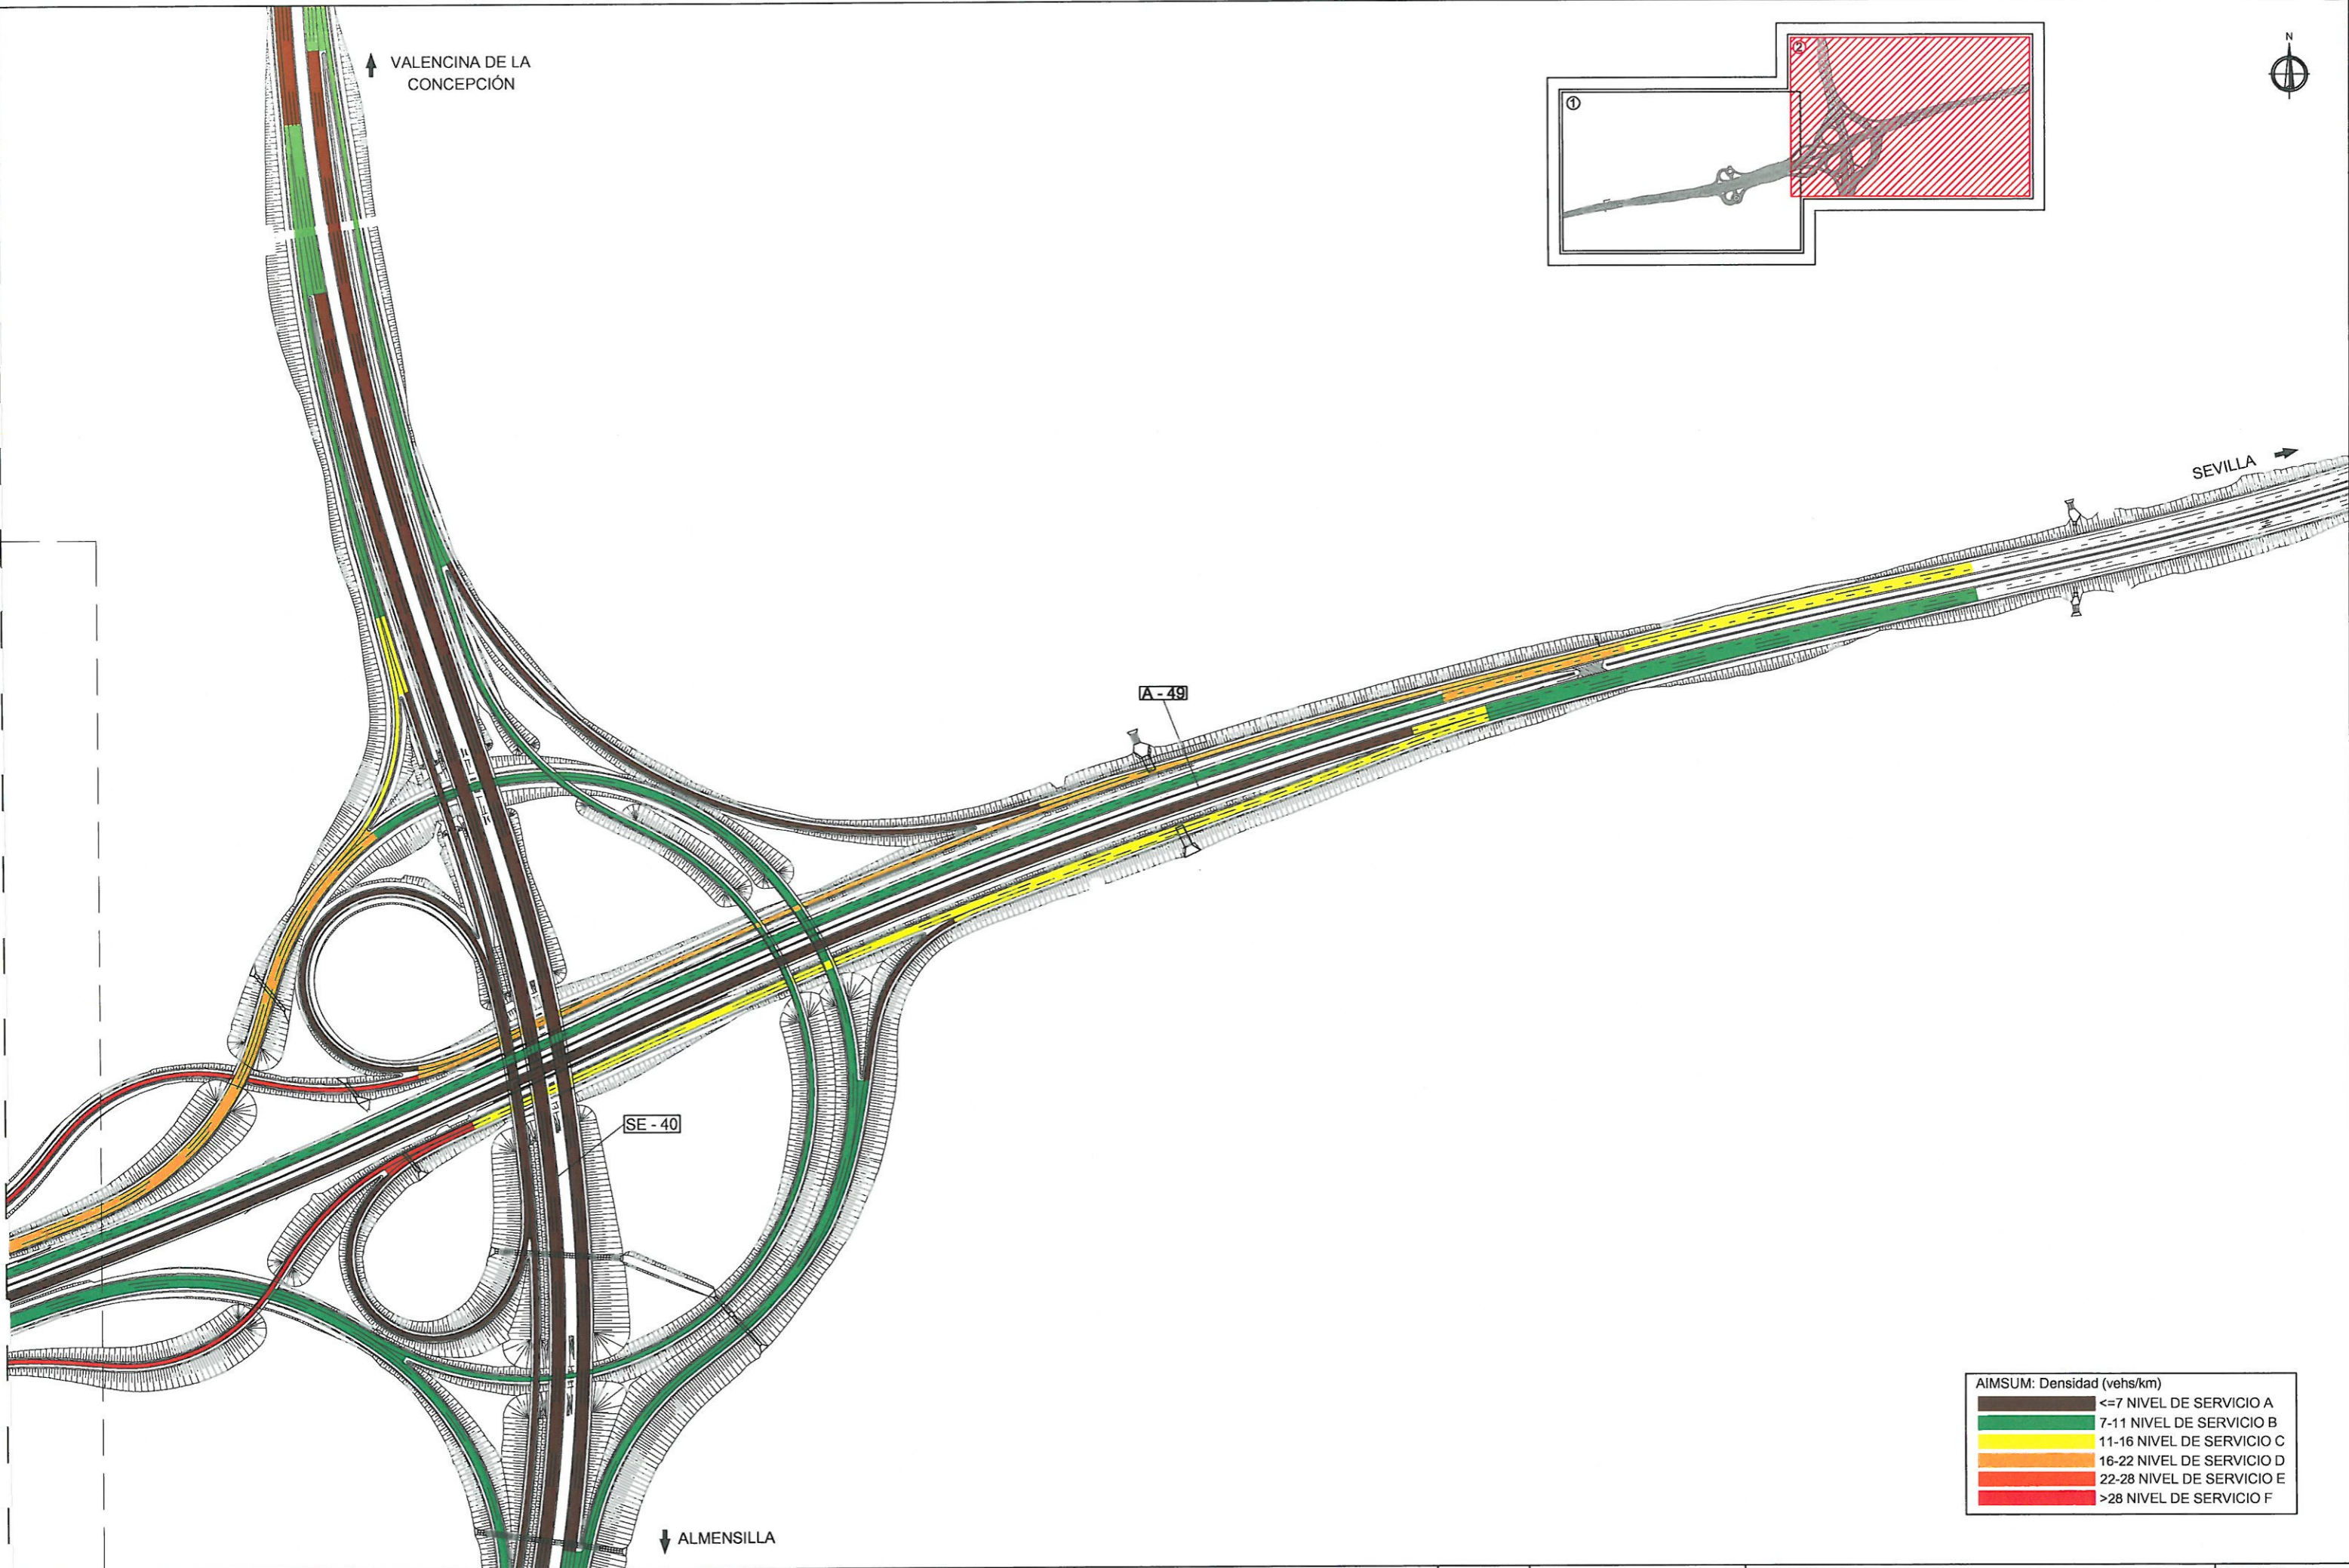 VALENCINA DE LA
CONCEPCIÓN
①
②
N
SEVILLA
A - 49
SE - 40
ALMENSILLA
AIMSUM: Densidad (vehs/km)
<=7 NIVEL DE SERVICIO A
7-11 NIVEL DE SERVICIO B
11-16 NIVEL DE SERVICIO C
16-22 NIVEL DE SERVICIO D
22-28 NIVEL DE SERVICIO E
>28 NIVEL DE SERVICIO F